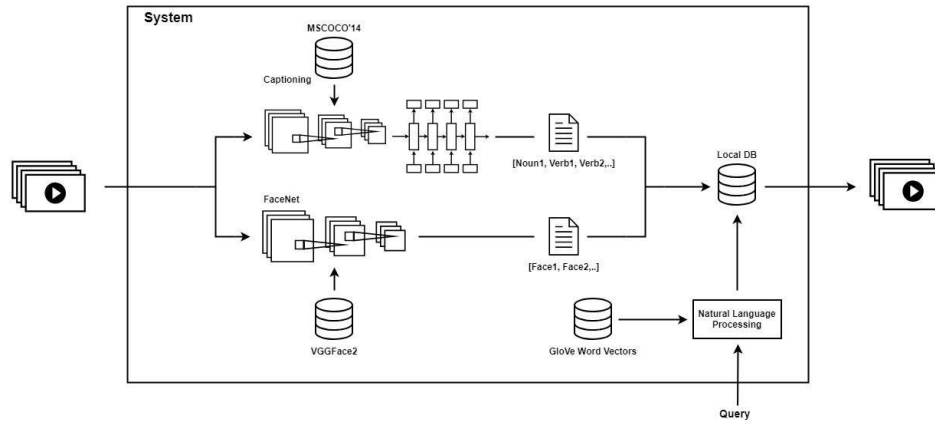 System
MSCOCO'14
Captioning
[Noun1, Verb1, Verb2,..]
Local DB
FaceNet
[Face1, Face2,..]
VGGFace2
GloVe Word Vectors
Natural Language
Processing
Query